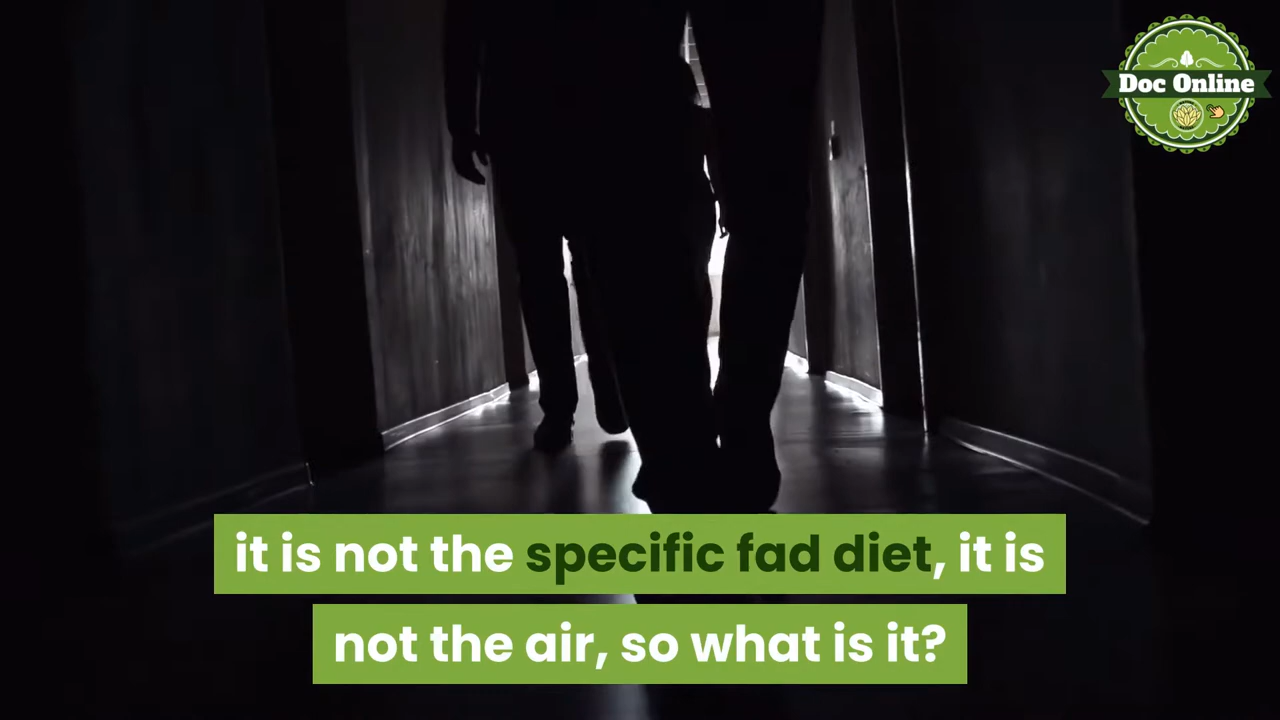 Doc Online
it is not the specific fad diet, it is
not the air, so what is it?